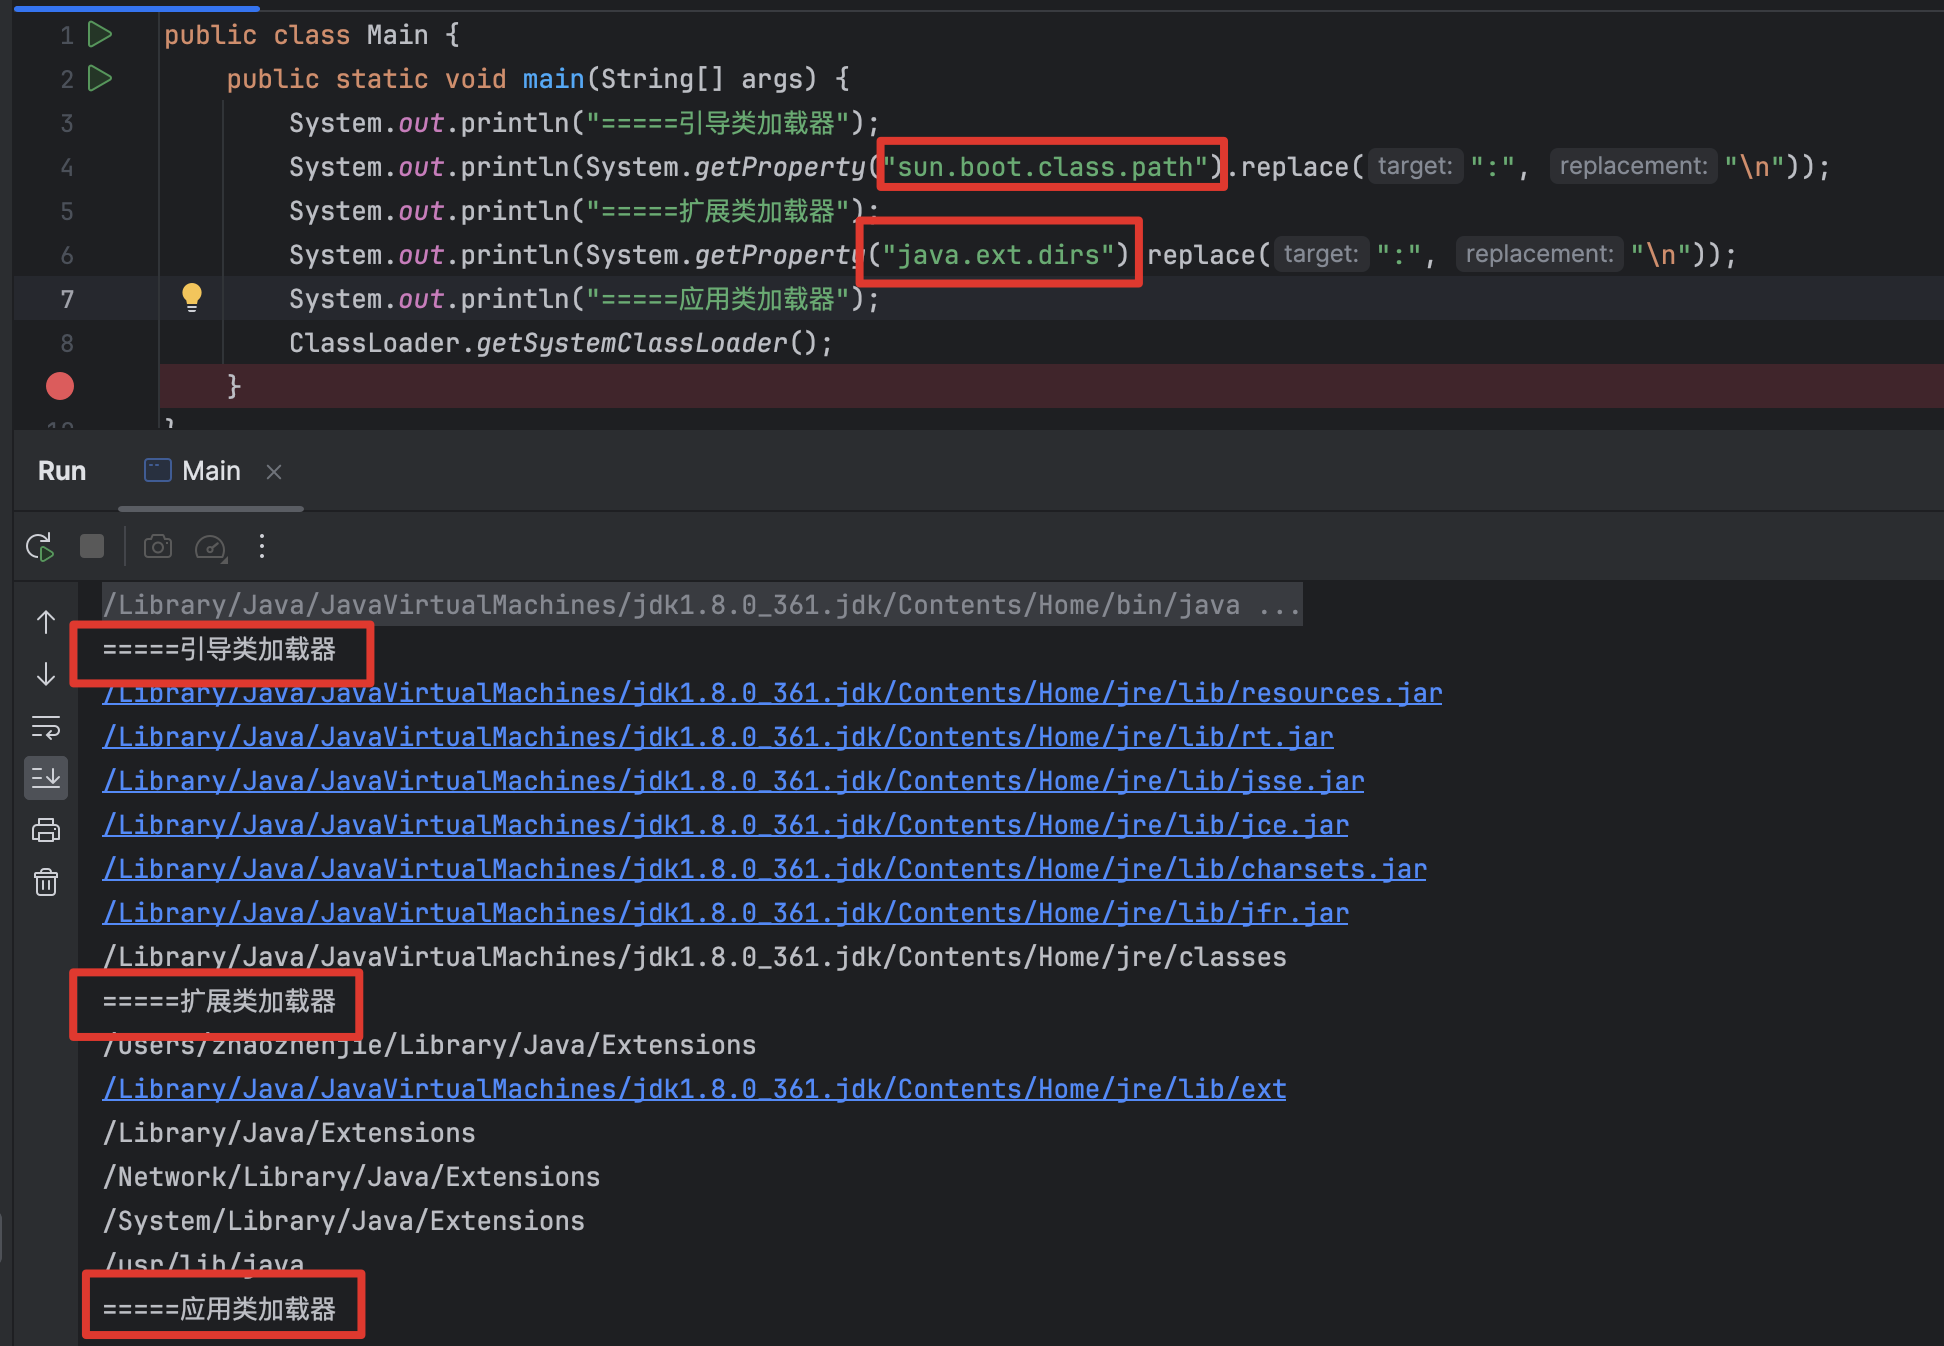 1 public class Main {
2 public static void main(String[] args) {
3 System.out.println("=====引导类加载器");
4 System.out.println(System.getProperty("sun.boot.class.path").replace( target: ":", replacement: "\n"));
5 System.out.println("=====扩展类加载器");
6 System.out.println(System.getProperty("java.ext.dirs").replace( target: ":", replacement: "\n"));
7 System.out.println("=====应用类加载器");
8 ClassLoader.getSystemClassLoader();
}
10 }
Run Main
/Library/Java/JavaVirtualMachines/jdk1.8.0_361.jdk/Contents/Home/bin/java ...
=====引导类加载器
/Library/Java/JavaVirtualMachines/jdk1.8.0_361.jdk/Contents/Home/jre/lib/resources.jar
/Library/Java/JavaVirtualMachines/jdk1.8.0_361.jdk/Contents/Home/jre/lib/rt.jar
/Library/Java/JavaVirtualMachines/jdk1.8.0_361.jdk/Contents/Home/jre/lib/jsse.jar
/Library/Java/JavaVirtualMachines/jdk1.8.0_361.jdk/Contents/Home/jre/lib/jce.jar
/Library/Java/JavaVirtualMachines/jdk1.8.0_361.jdk/Contents/Home/jre/lib/charsets.jar
/Library/Java/JavaVirtualMachines/jdk1.8.0_361.jdk/Contents/Home/jre/lib/jfr.jar
/Library/Java/JavaVirtualMachines/jdk1.8.0_361.jdk/Contents/Home/jre/classes
=====扩展类加载器
/Users/zhaozhenjie/Library/Java/Extensions
/Library/Java/JavaVirtualMachines/jdk1.8.0_361.jdk/Contents/Home/jre/lib/ext
/Library/Java/Extensions
/Network/Library/Java/Extensions
/System/Library/Java/Extensions
/usr/lib/java
=====应用类加载器